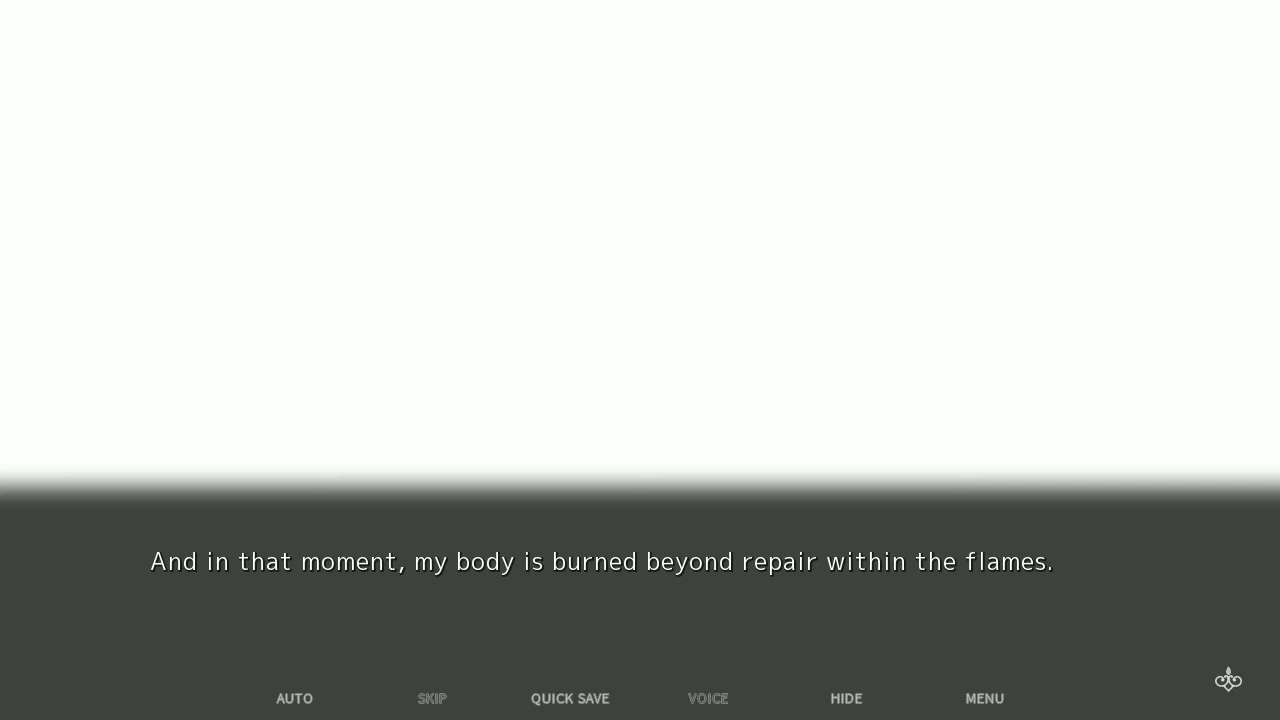 And in that moment, my body is burned beyond repair within the flames.
AUTO SKIP QUICK SAVE VOICE HIDE MENU